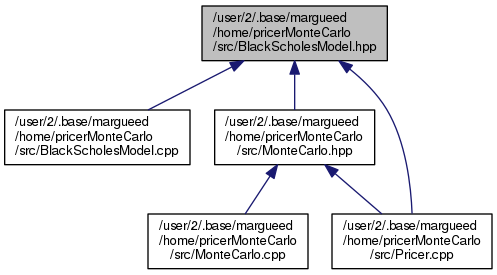 /user/2/.base/margueed
/home/pricerMonteCarlo
/src/BlackScholesModel.hpp
/user/2/.base/margueed
/home/pricerMonteCarlo
/src/BlackScholesModel.cpp
/user/2/.base/margueed
/home/pricerMonteCarlo
/src/MonteCarlo.hpp
/user/2/.base/margueed
/home/pricerMonteCarlo
/src/MonteCarlo.cpp
/user/2/.base/margueed
/home/pricerMonteCarlo
/src/Pricer.cpp